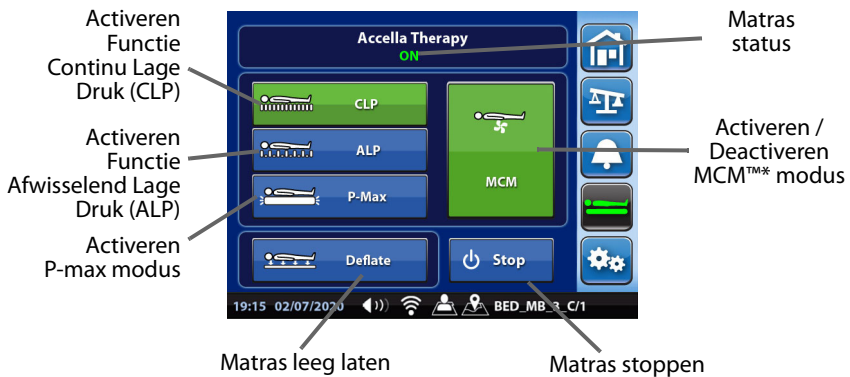 Activeren
Functie
Continu Lage
Druk (CLP)
Activeren
Functie
Afwisselend Lage
Druk (ALP)
Activeren
P-max modus
Accella Therapy
ON
CLP
ALP
P-Max
MCM
Deflate
Stop
19:15 02/07/2020 BED_MB_3_C/1
Matras
status
Activeren /
Deactiveren
MCM™* modus
Matras leeg laten
Matras stoppen